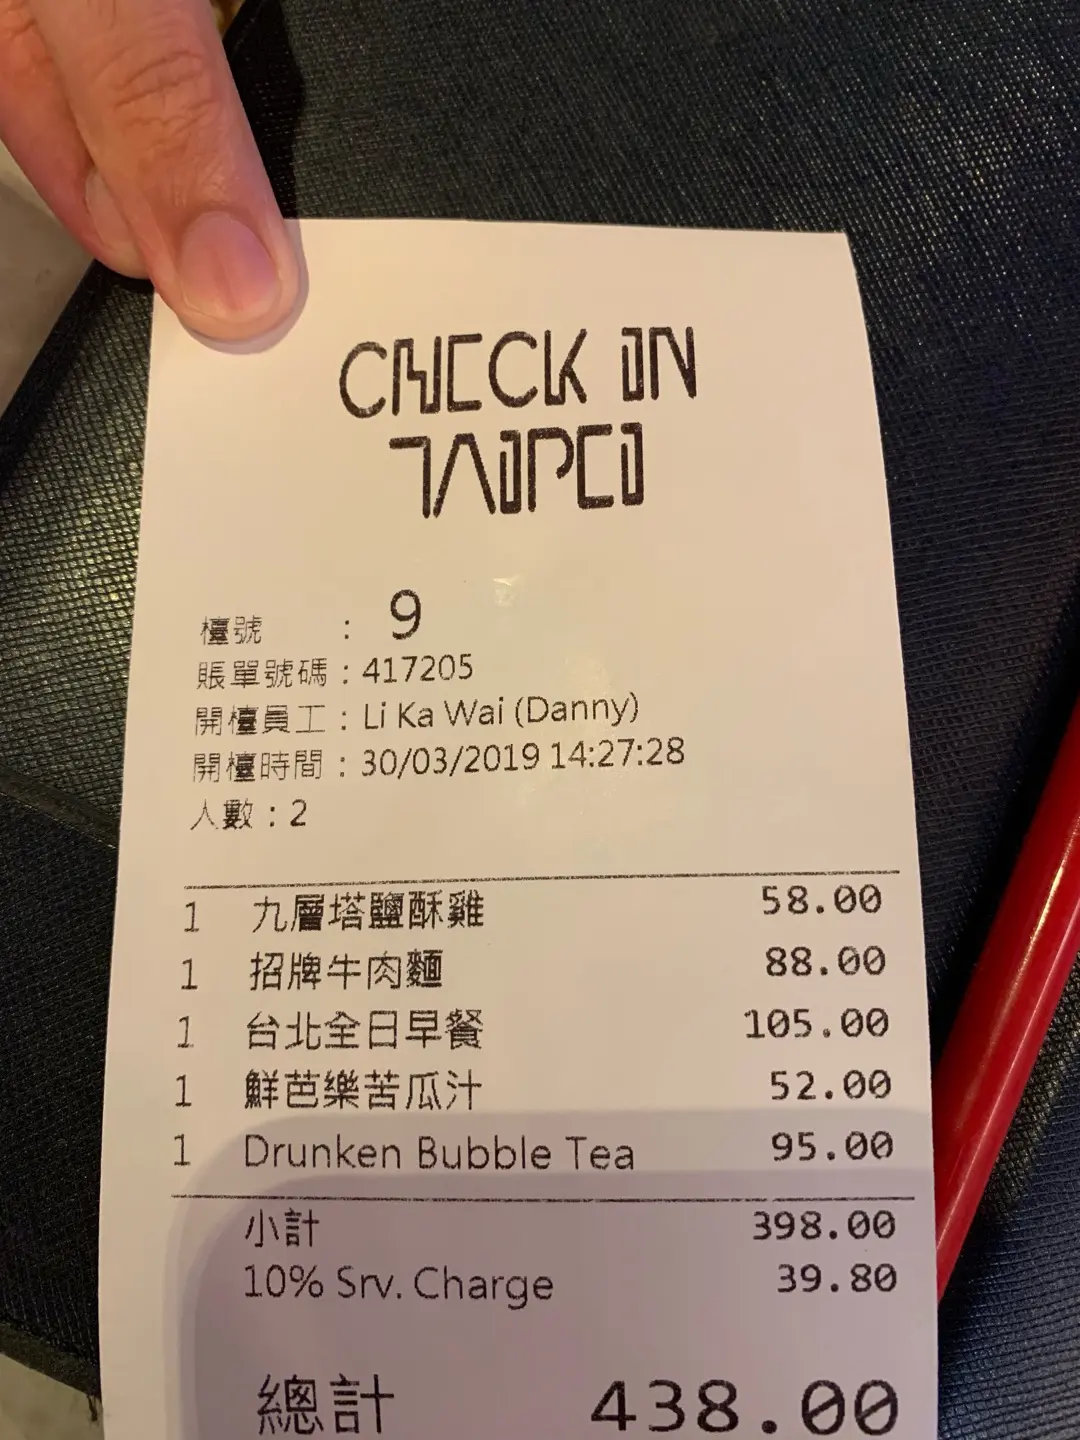 CHECK IN
TAIPEI
檯號 : 9
賬單號碼 : 417205
開檯員工 : Li Ka Wai (Danny)
開檯時間 : 30/03/2019 14:27:28
人數 : 2
1 九層塔鹽酥雞 58.00
1 招牌牛肉麵 88.00
1 台北全日早餐 105.00
1 鮮芭樂苦瓜汁 52.00
1 Drunken Bubble Tea 95.00
小計 398.00
10% Srv. Charge 39.80
總計 438.00